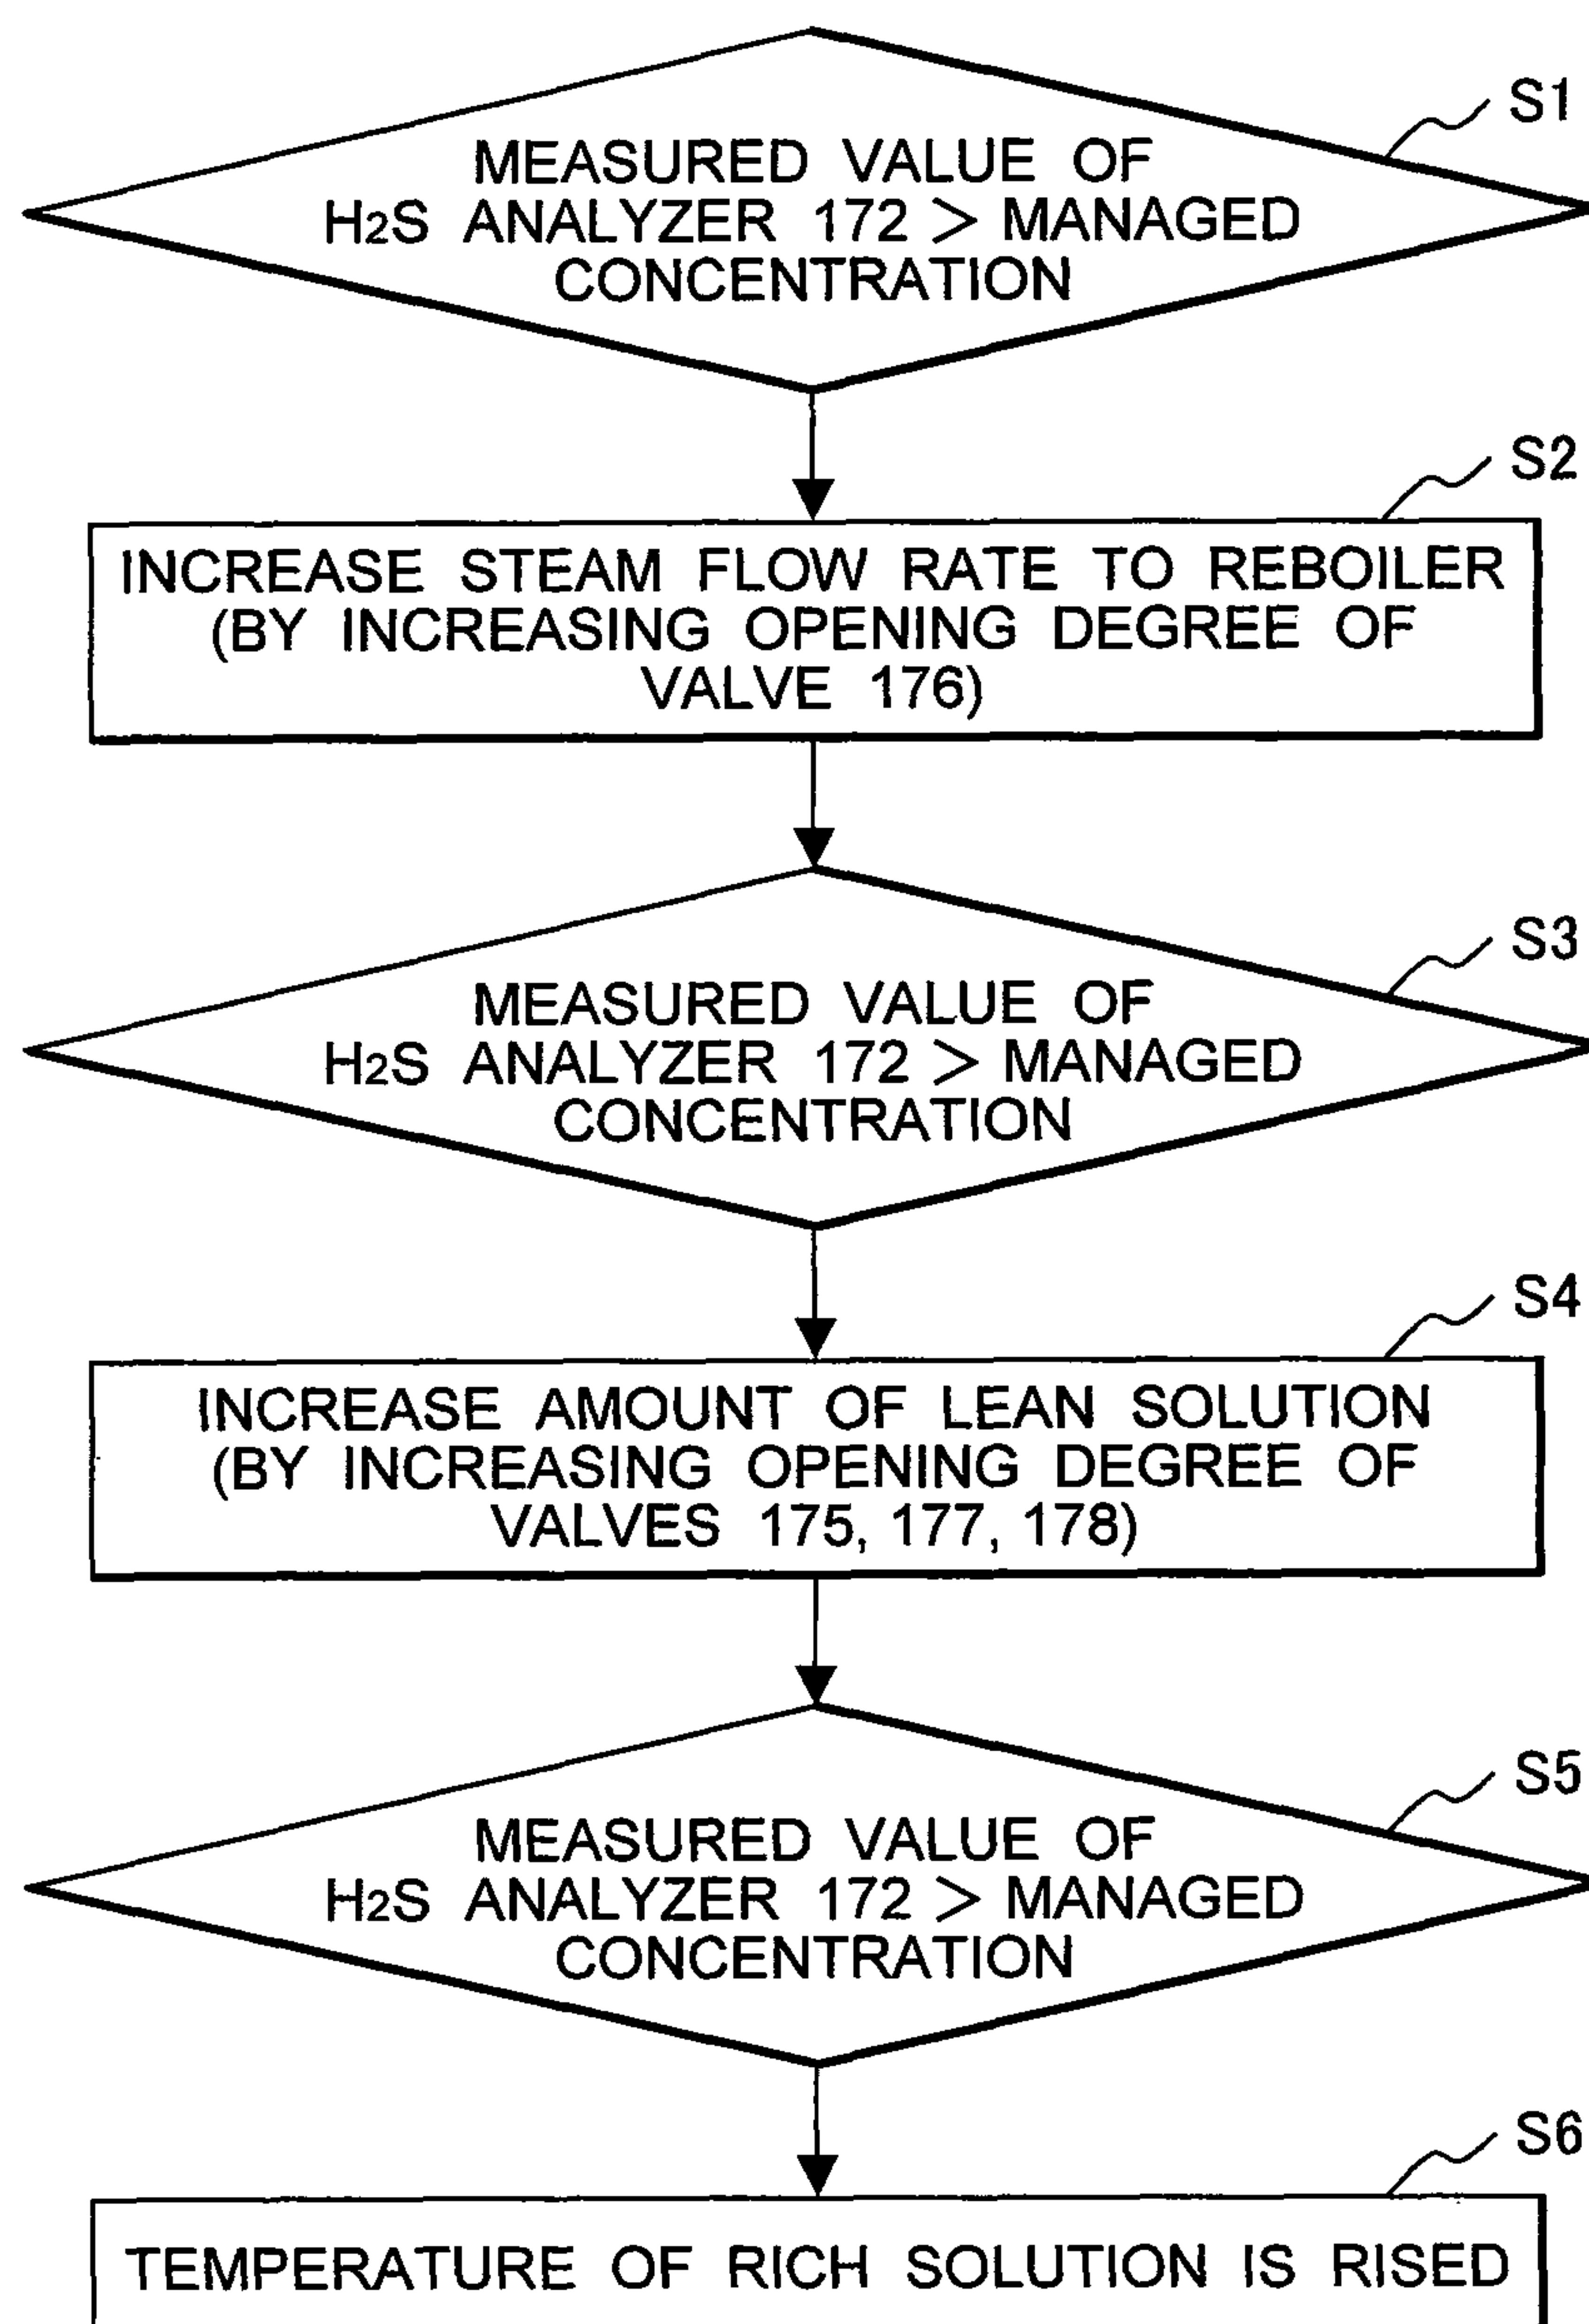 S1
MEASURED VALUE OF
H2S ANALYZER 172 > MANAGED
CONCENTRATION
S2
INCREASE STEAM FLOW RATE TO REBOILER
(BY INCREASING OPENING DEGREE OF
VALVE 176)
S3
MEASURED VALUE OF
H2S ANALYZER 172 > MANAGED
CONCENTRATION
S4
INCREASE AMOUNT OF LEAN SOLUTION
(BY INCREASING OPENING DEGREE OF
VALVES 175, 177, 178)
S5
MEASURED VALUE OF
H2S ANALYZER 172 > MANAGED
CONCENTRATION
S6
TEMPERATURE OF RICH SOLUTION IS RISED